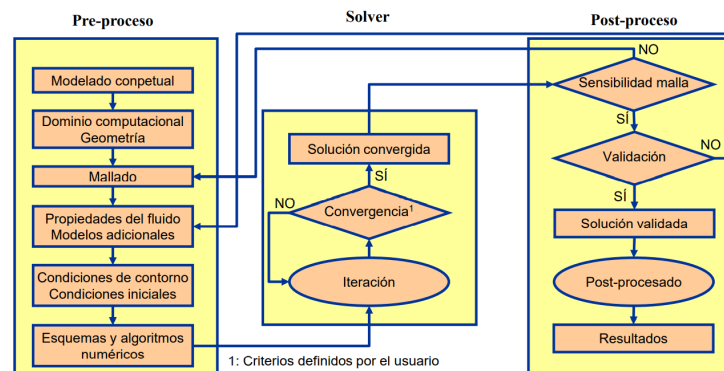 Pre-proceso
Modelado conpetual
Dominio computacional
Geometría
Mallado
Propiedades del fluido
Modelos adicionales
Condiciones de contorno
Condiciones iniciales
Esquemas y algoritmos
numéricos
Solver
Solución convergida
SÍ
NO
Convergencia¹
Iteración
1: Criterios definidos por el usuario
Post-proceso
NO
Sensibilidad malla
SÍ
Validación
NO
SÍ
Solución validada
Post-procesado
Resultados